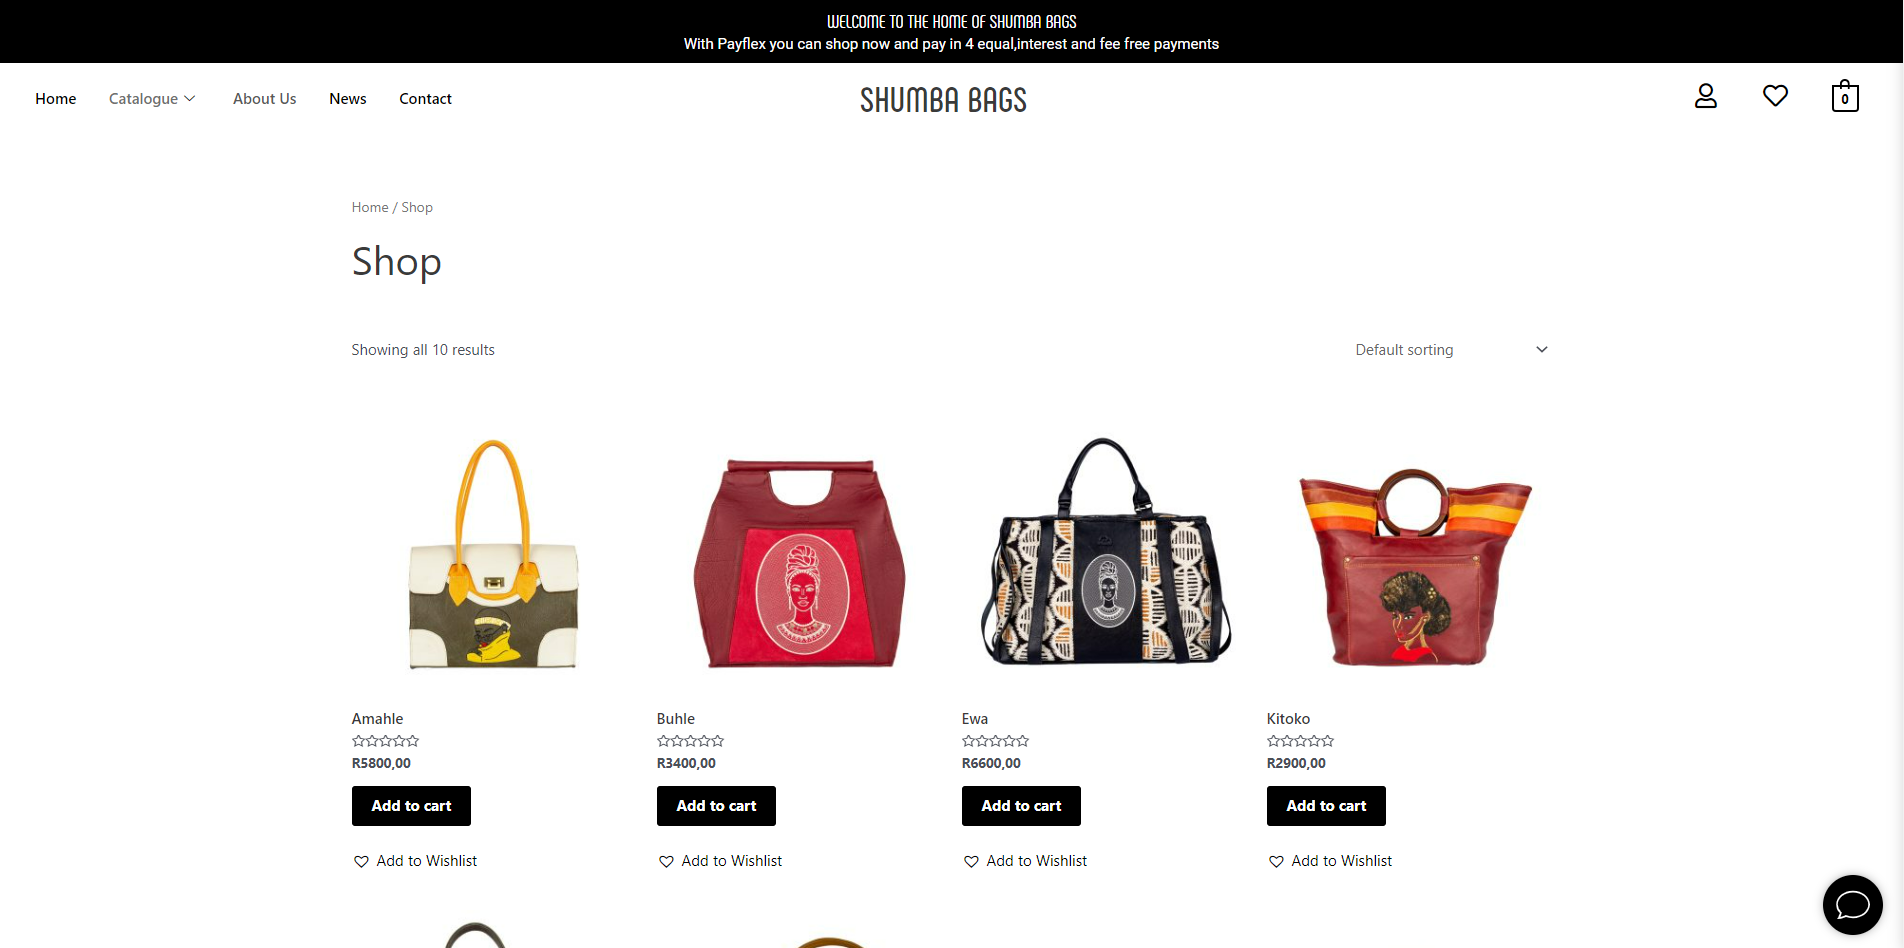 WELCOME TO THE HOME OF SHUMBA BAGS
With Payflex you can shop now and pay in 4 equal,interest and fee free payments
Home Catalogue About Us News Contact
SHUMBA BAGS
0
Home / Shop
Shop
Showing all 10 results
Default sorting
Amahle
R5800,00
Add to cart
Add to Wishlist
Buhle
R3400,00
Add to cart
Add to Wishlist
Ewa
R6600,00
Add to cart
Add to Wishlist
Kitoko
R2900,00
Add to cart
Add to Wishlist